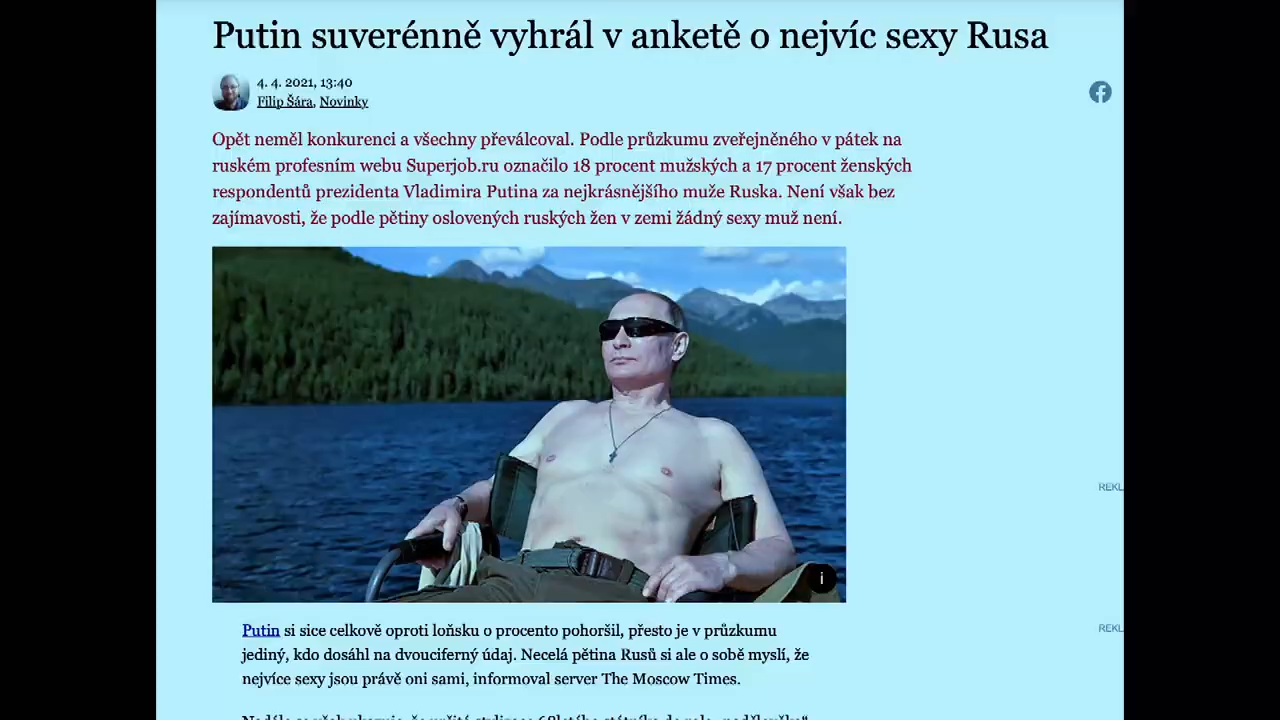 Putin suverénně vyhrál v anketě o nejvíc sexy Rusa
4. 4. 2021, 13:40
Filip Šára, Novinky
Opět neměl konkurenci a všechny převálcoval. Podle průzkumu zveřejněného v pátek na
ruském profesním webu Superjob.ru označilo 18 procent mužských a 17 procent ženských
respondentů prezidenta Vladimira Putina za nejkrásnějšího muže Ruska. Není však bez
zajímavosti, že podle pětiny oslovených ruských žen v zemi žádný sexy muž není.
REKL
i
Putin si sice celkově oproti loňsku o procento pohoršil, přesto je v průzkumu
REKL
jediný, kdo dosáhl na dvouciferný údaj. Necelá pětina Rusů si ale o sobě myslí, že
nejvíce sexy jsou právě oni sami, informoval server The Moscow Times.